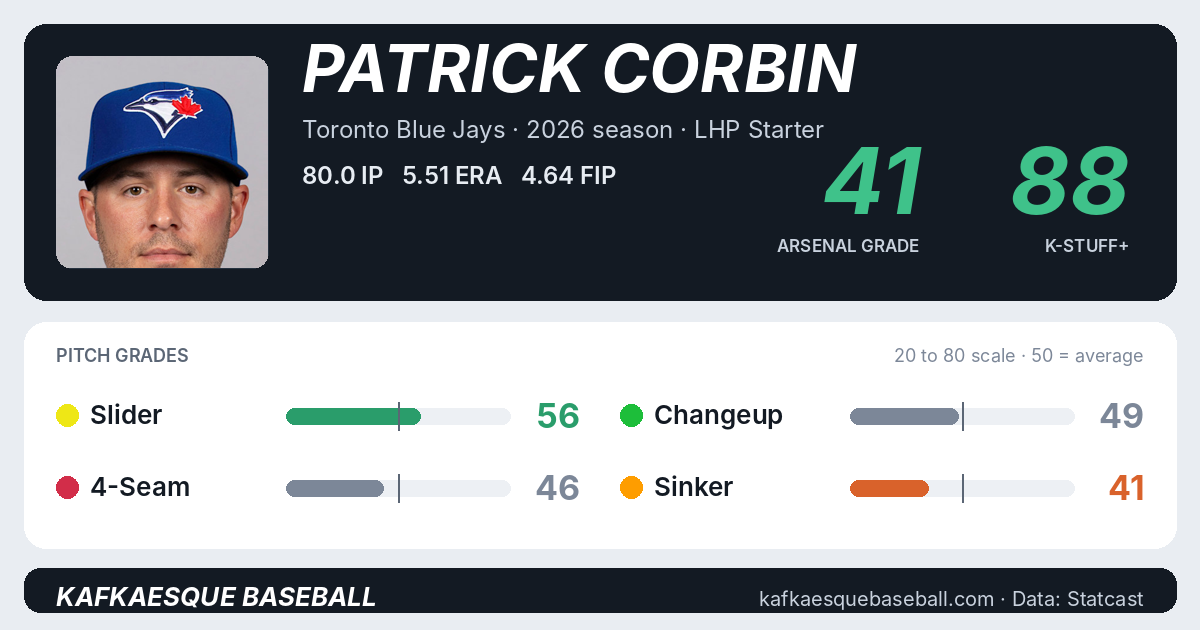 PATRICK CORBIN
Toronto Blue Jays · 2026 season · LHP Starter
80.0 IP 5.51 ERA 4.64 FIP
41 88
ARSENAL GRADE K-STUFF+
PITCH GRADES 20 to 80 scale · 50 = average
Slider 56 Changeup 49
4-Seam 46 Sinker 41
KAFKAESQUE BASEBALL kafkaesquebaseball.com · Data: Statcast